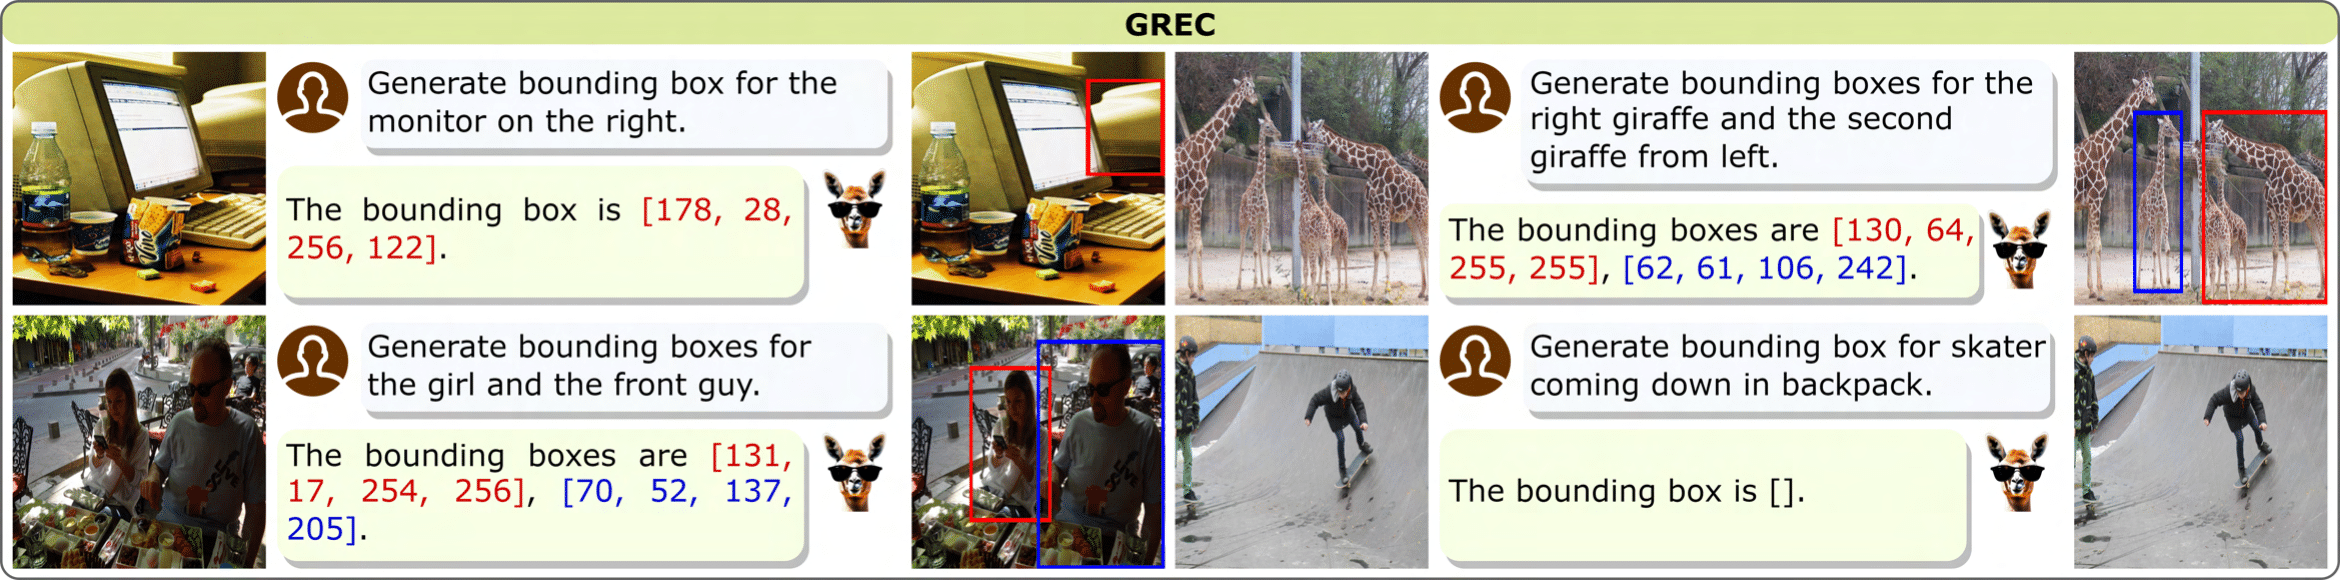 GREC
Generate bounding box for the
monitor on the right.
The bounding box is [178, 28,
256, 122].
Generate bounding boxes for the
right giraffe and the second
giraffe from left.
The bounding boxes are [130, 64,
255, 255], [62, 61, 106, 242].
Generate bounding boxes for
the girl and the front guy.
The bounding boxes are [131,
17, 254, 256], [70, 52, 137,
205].
Generate bounding box for skater
coming down in backpack.
The bounding box is [].